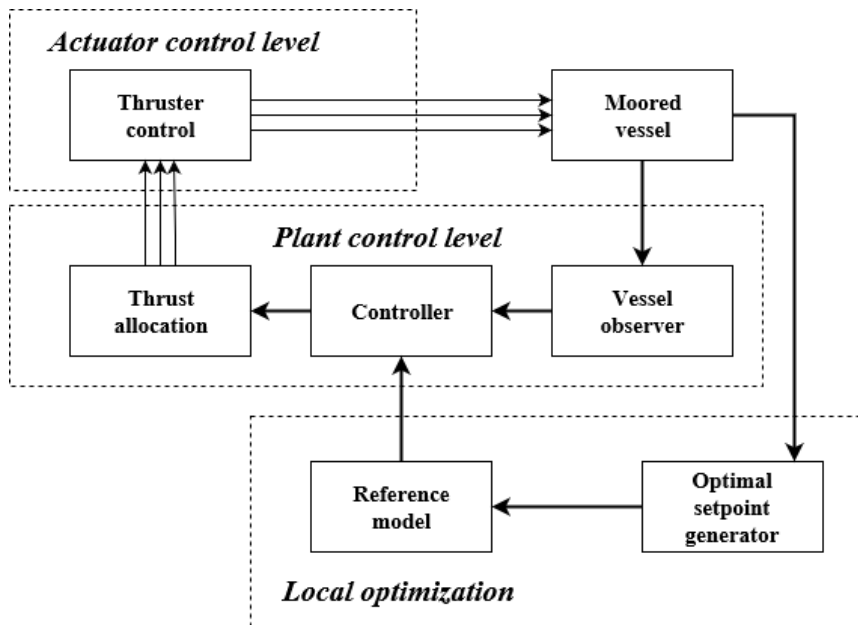 Actuator control level
Thruster
control
Moored
vessel
Plant control level
Thrust
allocation
Controller
Vessel
observer
Reference
model
Optimal
setpoint
generator
Local optimization